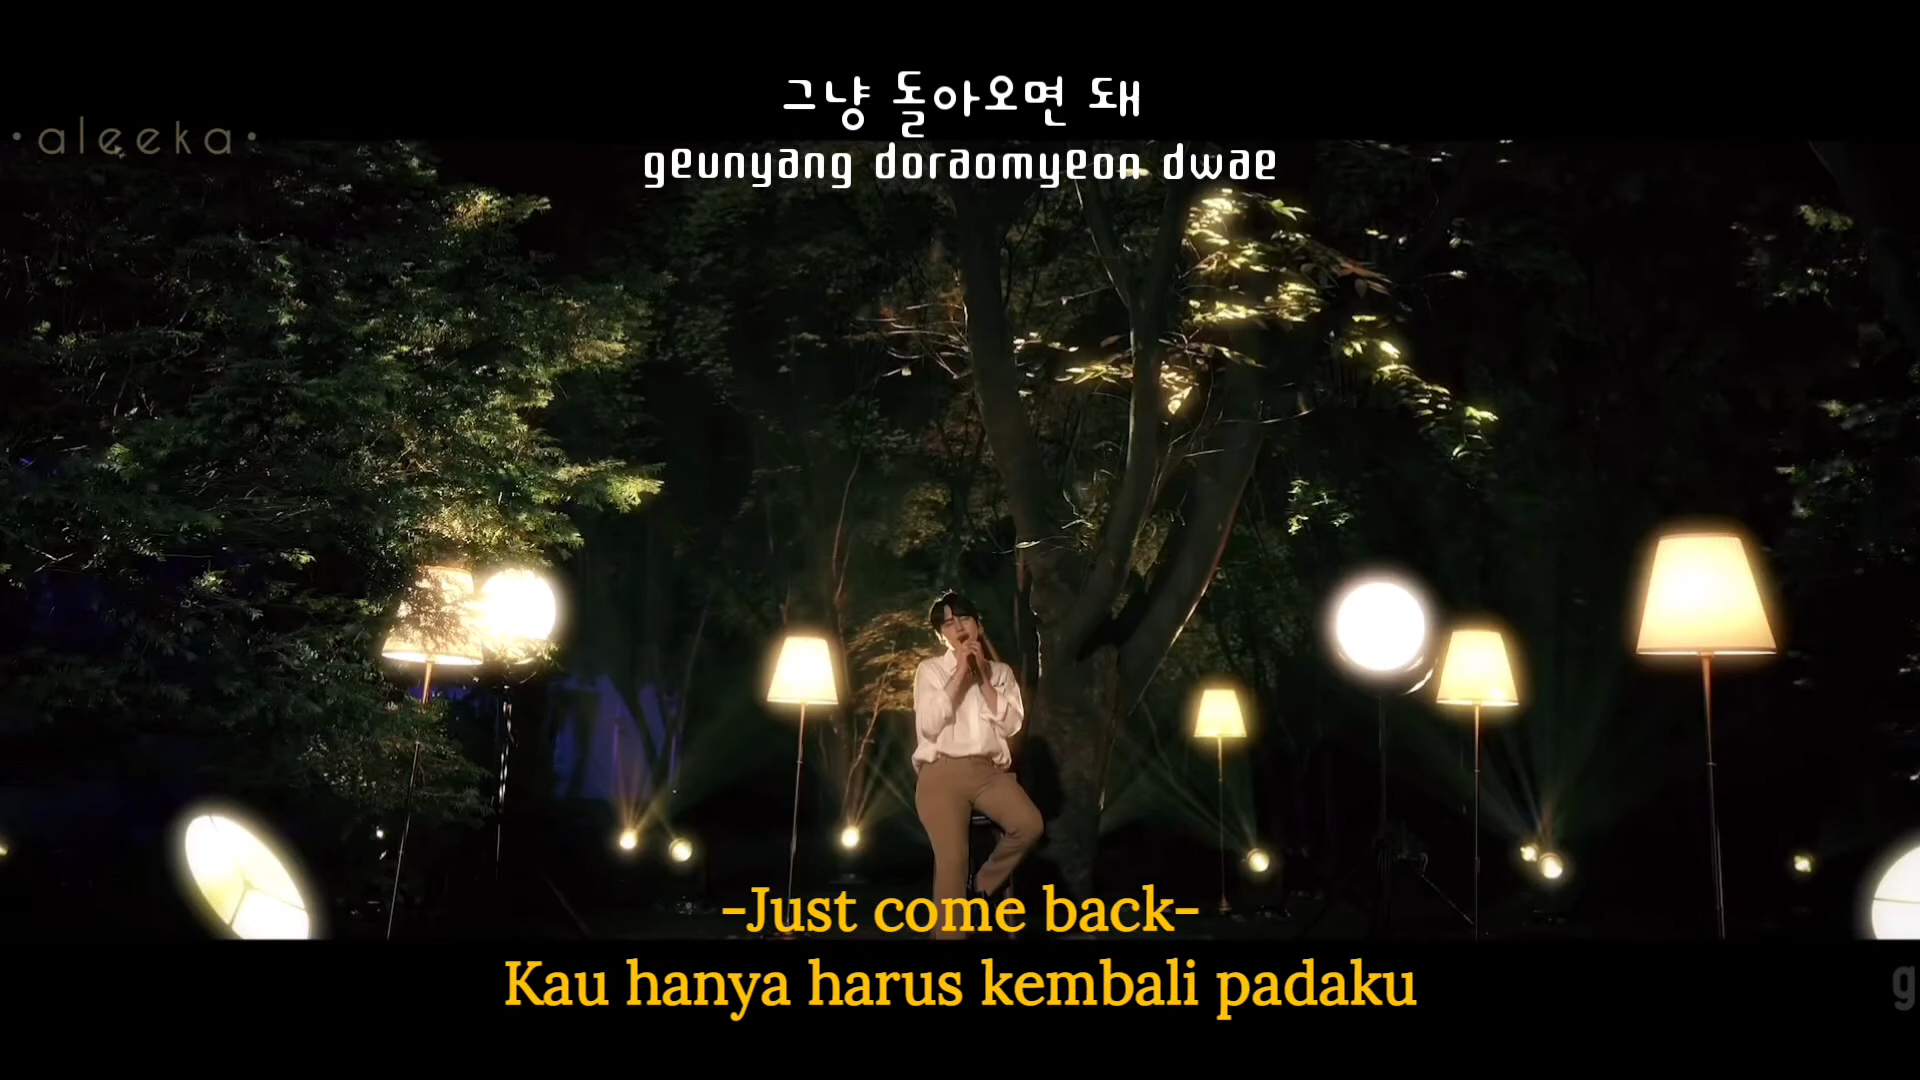 그냥 돌아오면 돼
•aleeka•
geunyang doraomyeon dwae
-Just come back-
Kau hanya harus kembali padaku
g